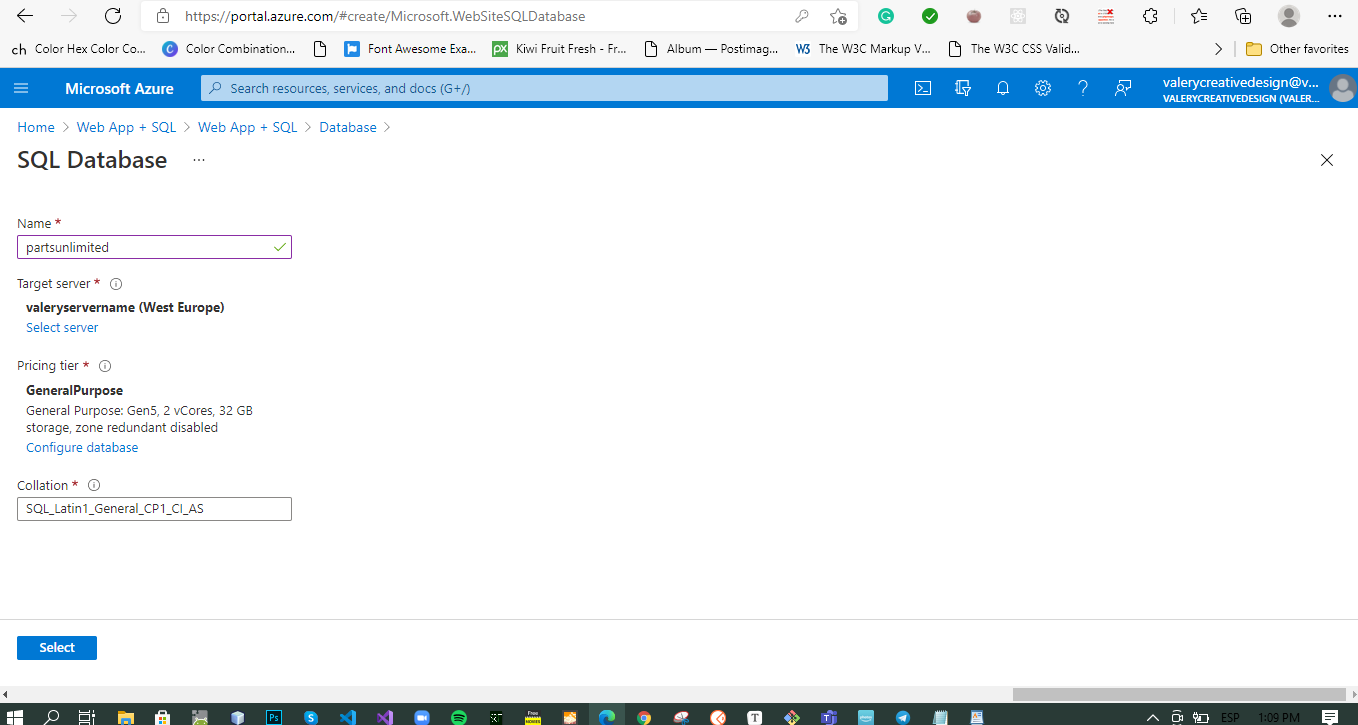 https://portal.azure.com/#create/Microsoft.WebSiteSQLDatabase
ch Color Hex Color Co...
C Color Combination...
Font Awesome Exa...
px Kiwi Fruit Fresh - Fr...
Album — Postimag...
W3 The W3C Markup V...
The W3C CSS Valid...
Other favorites
Microsoft Azure
Search resources, services, and docs (G+/)
valerycreativedesign@v...
VALERYCREATIVEDESIGN (VALER...
Home > Web App + SQL > Web App + SQL > Database >
SQL Database ...
Name *
partsunlimited
Target server *
valeryservername (West Europe)
Select server
Pricing tier *
GeneralPurpose
General Purpose: Gen5, 2 vCores, 32 GB
storage, zone redundant disabled
Configure database
Collation *
SQL_Latin1_General_CP1_CI_AS
Select
ESP 1:09 PM